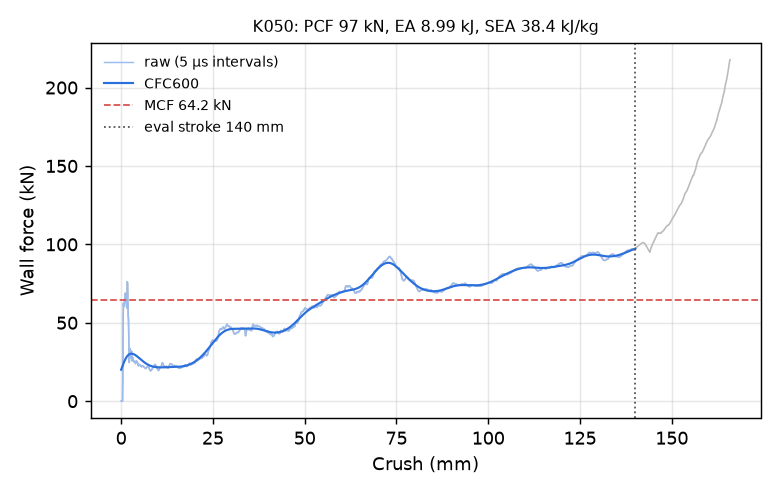 K050: PCF 97 kN, EA 8.99 kJ, SEA 38.4 kJ/kg
raw (5 µs intervals)
CFC600
MCF 64.2 kN
eval stroke 140 mm
Wall force (kN)
200
150
100
50
0
0 25 50 75 100 125 150
Crush (mm)